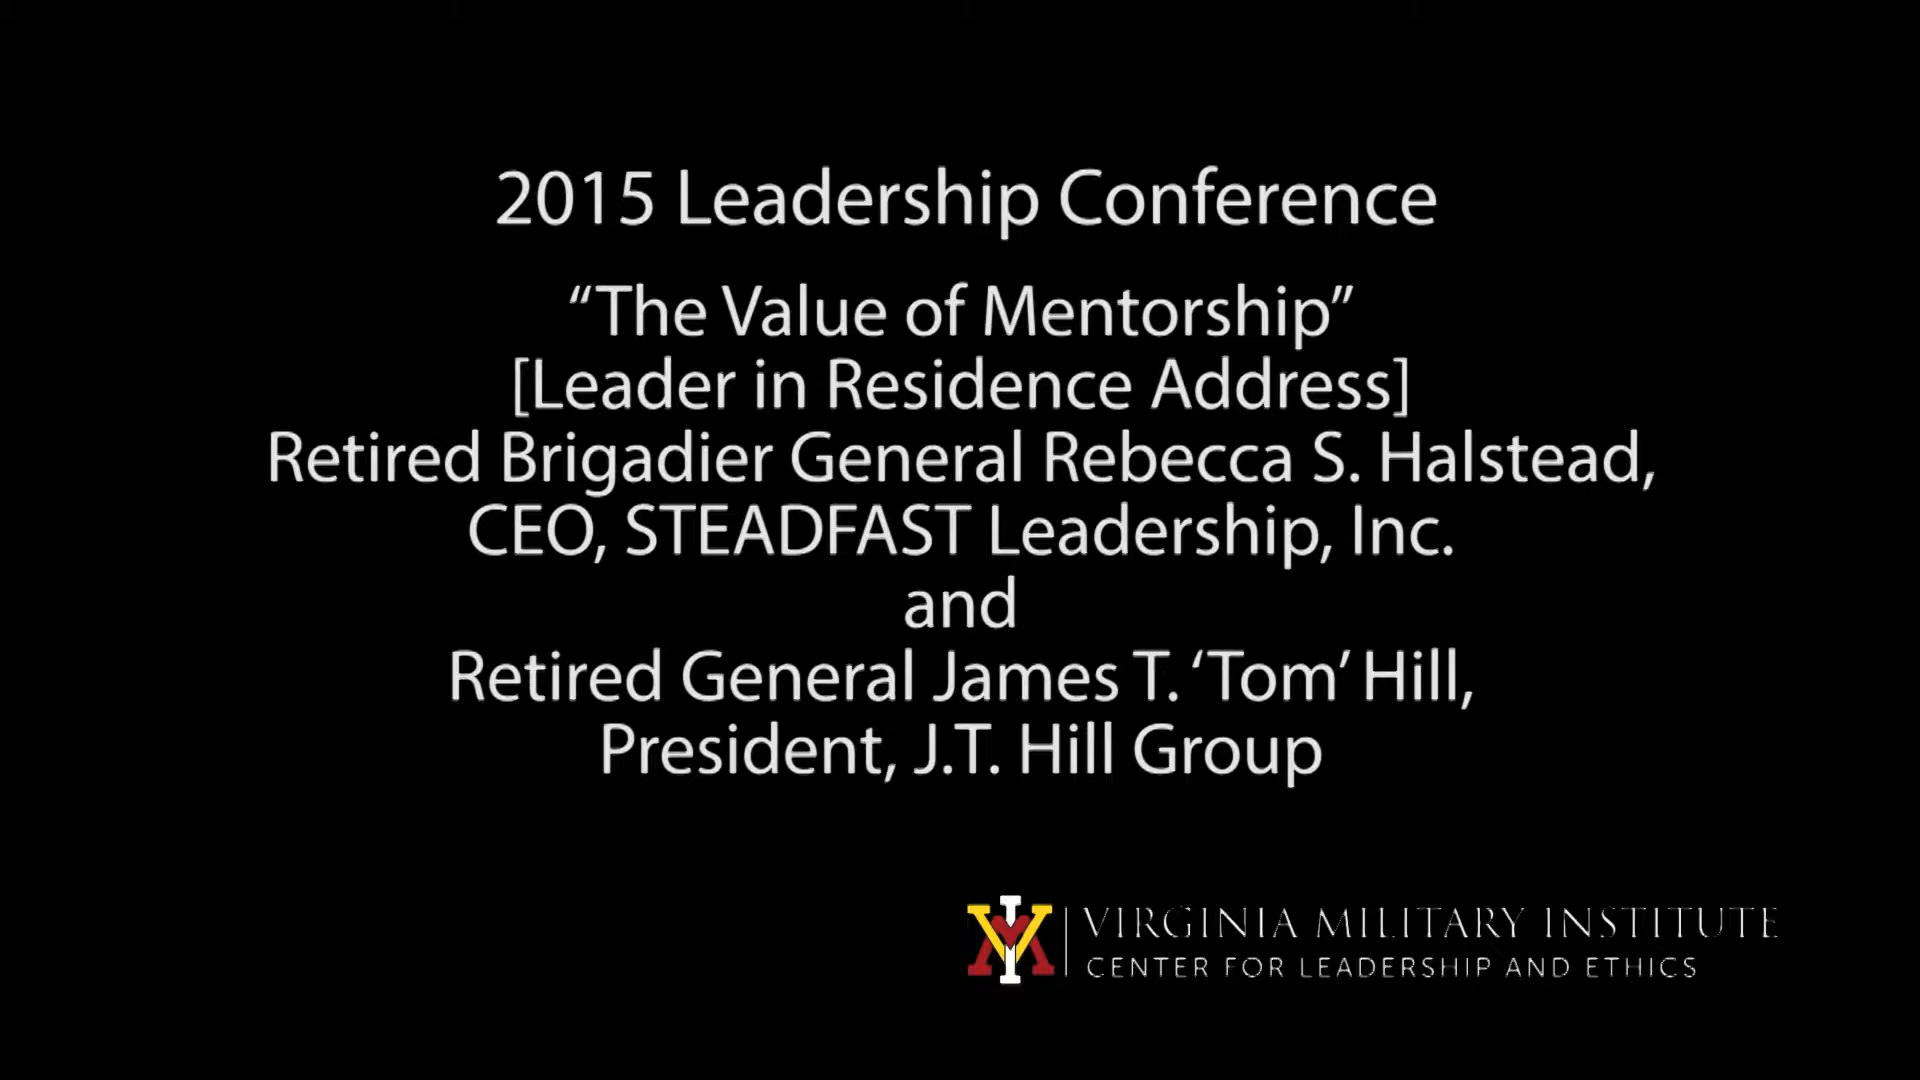 2015 Leadership Conference
“The Value of Mentorship”
[Leader in Residence Address]
Retired Brigadier General Rebecca S. Halstead,
CEO, STEADFAST Leadership, Inc.
and
Retired General James T. ‘Tom’ Hill,
President, J.T. Hill Group
VMI
VIRGINIA MILITARY INSTITUTE
CENTER FOR LEADERSHIP AND ETHICS